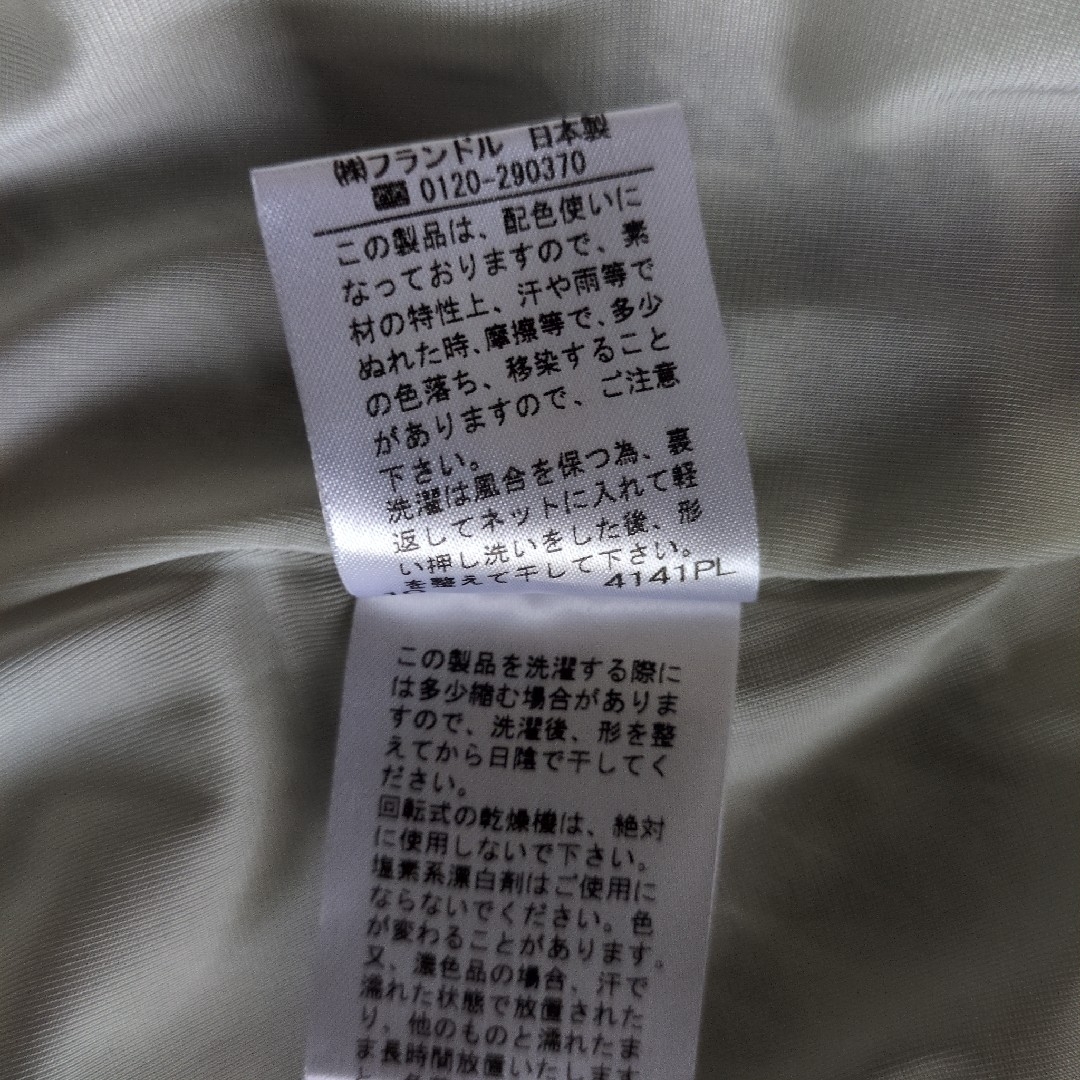 ㈱フランドル 日本製
0120-290370
この製品は、配色使いに
なっておりますので、素
材の特性上、汗や雨等で
ぬれた時、摩擦等で、多少
の色落ち、移染すること
がありますので、ご注意
下さい。
洗濯は風合を保つ為、裏
返してネットに入れて軽
い押し洗いをした後、形
を整えて干して下さい。
4141PL
この製品を洗濯する際に
は多少縮む場合がありま
すので、洗濯後、形を整
えてから日陰で干してく
ださい。
回転式の乾燥機は、絶対
に使用しないで下さい。
塩素系漂白剤はご使用に
ならないでください。色
が変わることがあります。
又、濃色品の場合、汗で
濡れた状態で放置された
り、他のものと濡れたま
ま長時間放置いたします
と、